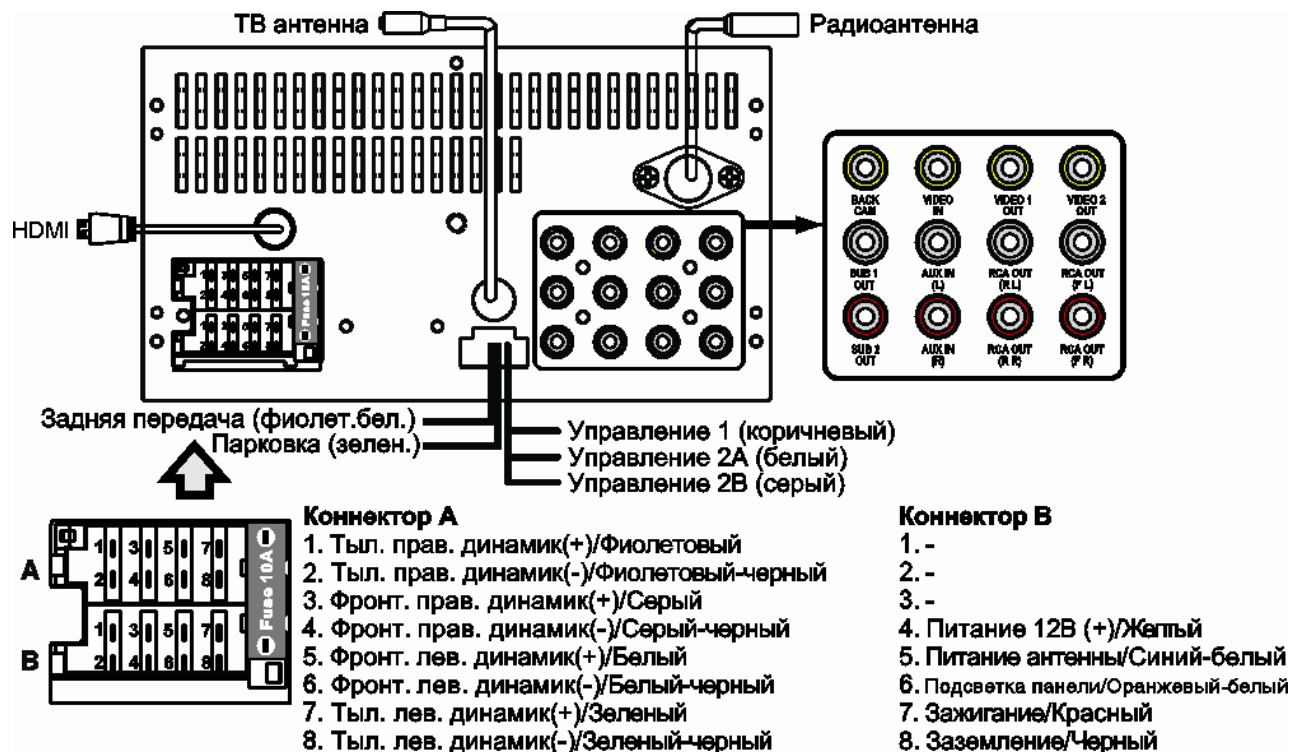 ТВ антенна
Радиоантенна
HDMI
BACK CAM
VIDEO IN
VIDEO 1 OUT
VIDEO 2 OUT
SUB 1 OUT
AUX IN (L)
RCA OUT (R L)
RCA OUT (F L)
SUB 2 OUT
AUX IN (R)
RCA OUT (R R)
RCA OUT (F R)
Задняя передача (фиолет.бел.)
Парковка (зелен.)
Управление 1 (коричневый)
Управление 2А (белый)
Управление 2В (серый)
A
1 3 5 7
2 4 6 8
B
1 3 5 7
2 4 6 8
Fuse 10A
Коннектор А
1. Тыл. прав. динамик(+)/Фиолетовый
2. Тыл. прав. динамик(-)/Фиолетовый-черный
3. Фронт. прав. динамик(+)/Серый
4. Фронт. прав. динамик(-)/Серый-черный
5. Фронт. лев. динамик(+)/Белый
6. Фронт. лев. динамик(-)/Белый-черный
7. Тыл. лев. динамик(+)/Зеленый
8. Тыл. лев. динамик(-)/Зеленый-черный
Коннектор В
1. -
2. -
3. -
4. Питание 12В (+)/Желтый
5. Питание антенны/Синий-белый
6. Подсветка панели/Оранжевый-белый
7. Зажигание/Красный
8. Заземление/Черный